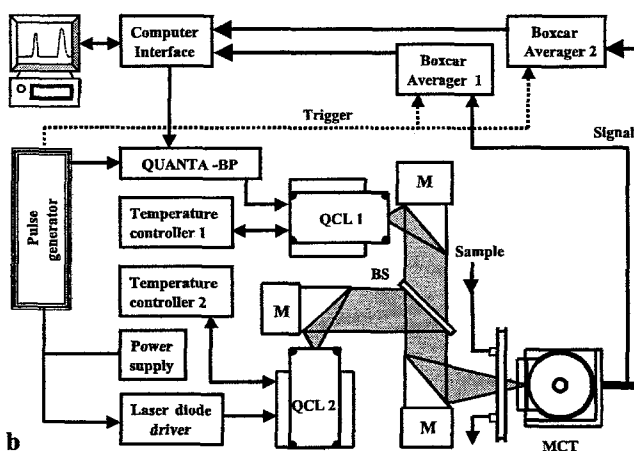 Computer
Interface
Boxcar
Averager 2
Boxcar
Averager 1
Trigger
Signal
QUANTA -BP
Pulse
generator
Temperature
controller 1
QCL 1
M
Sample
BS
Temperature
controller 2
M
Power
supply
QCL 2
Laser diode
driver
M
MCT
b